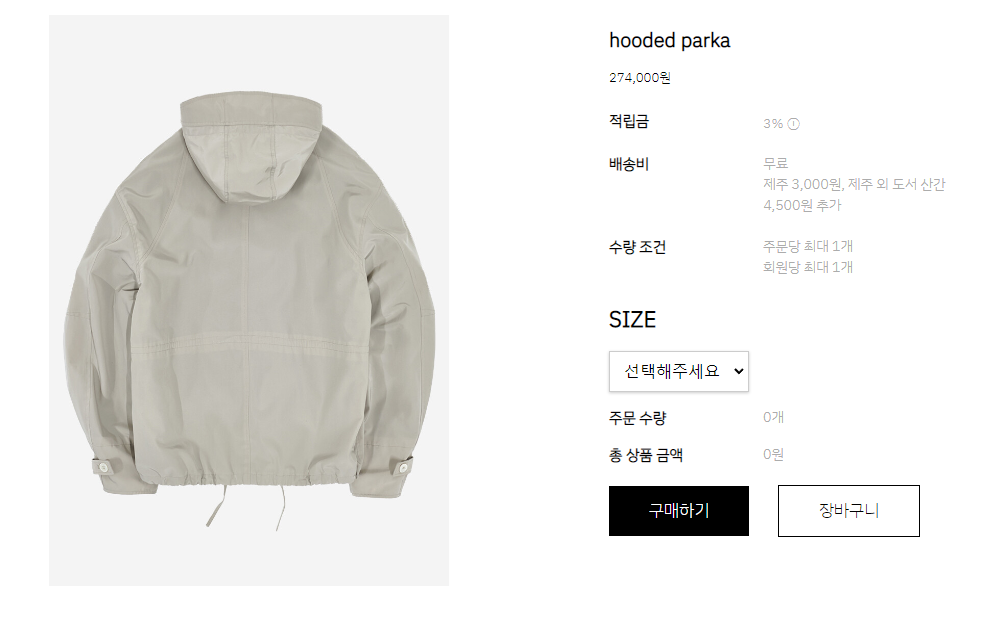 hooded parka
274,000원
적립금
3%
배송비
무료
제주 3,000원, 제주 외 도서 산간
4,500원 추가
수량 조건
주문당 최대 1개
회원당 최대 1개
SIZE
선택해주세요
주문 수량
0개
총 상품 금액
0원
구매하기
장바구니